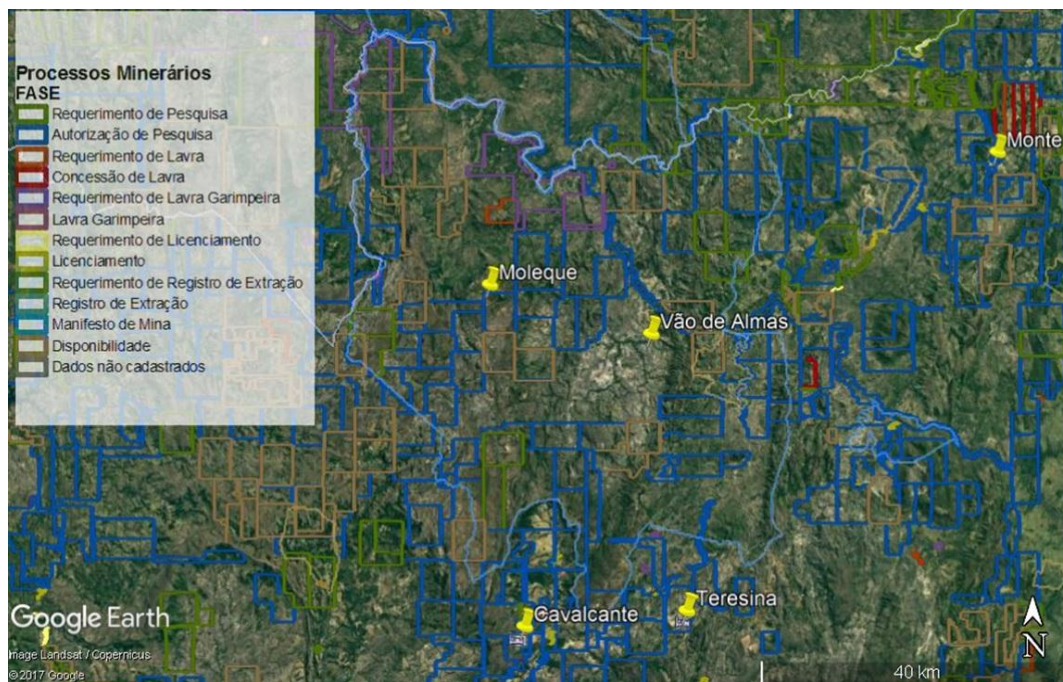 Processos Minerários
FASE
Requerimento de Pesquisa
Autorização de Pesquisa
Requerimento de Lavra
Concessão de Lavra
Requerimento de Lavra Garimpeira
Lavra Garimpeira
Requerimento de Licenciamento
Licenciamento
Requerimento de Registro de Extração
Registro de Extração
Manifesto de Mina
Disponibilidade
Dados não cadastrados
Monte
Moleque
Vão de Almas
Teresina
Cavalcante
Google Earth
Image Landsat / Copernicus
© 2017 Google
N
40 km